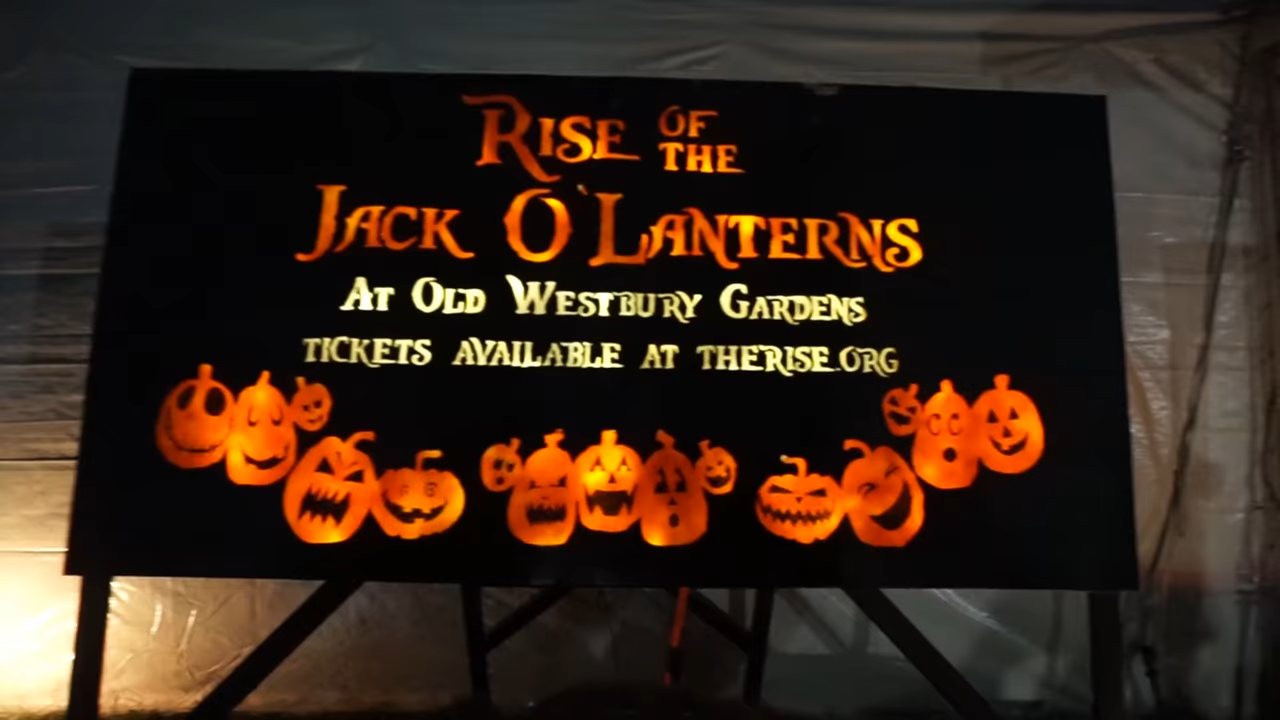 RISE OF THE
JACK O'LANTERNS
AT OLD WESTBURY GARDENS
TICKETS AVAILABLE AT THERISE.ORG